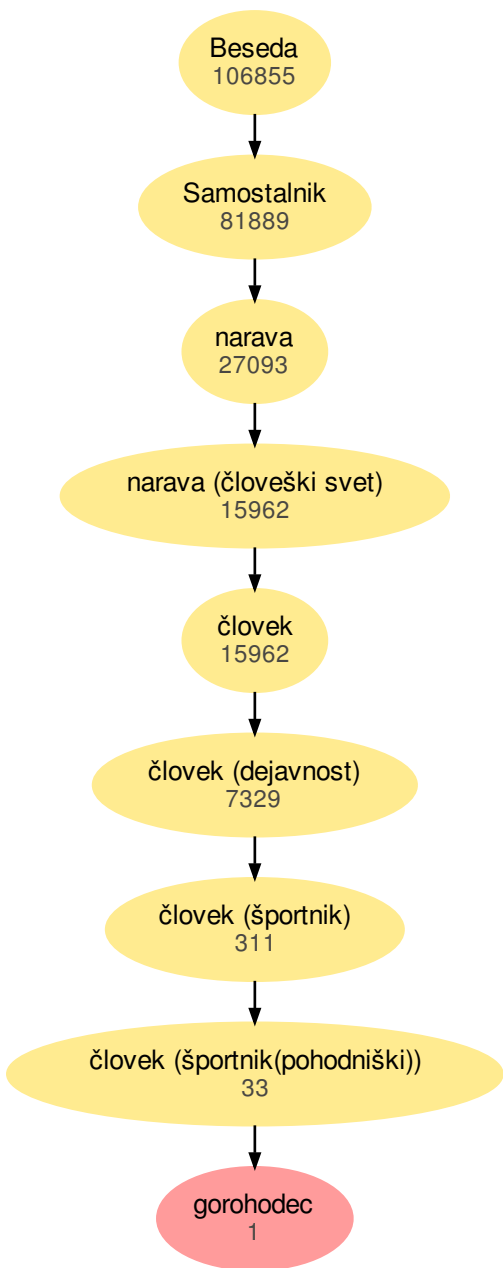 Beseda
106855
Samostalnik
81889
narava
27093
narava (človeški svet)
15962
človek
15962
človek (dejavnost)
7329
človek (športnik)
311
človek (športnik(pohodniški))
33
gorohodec
1